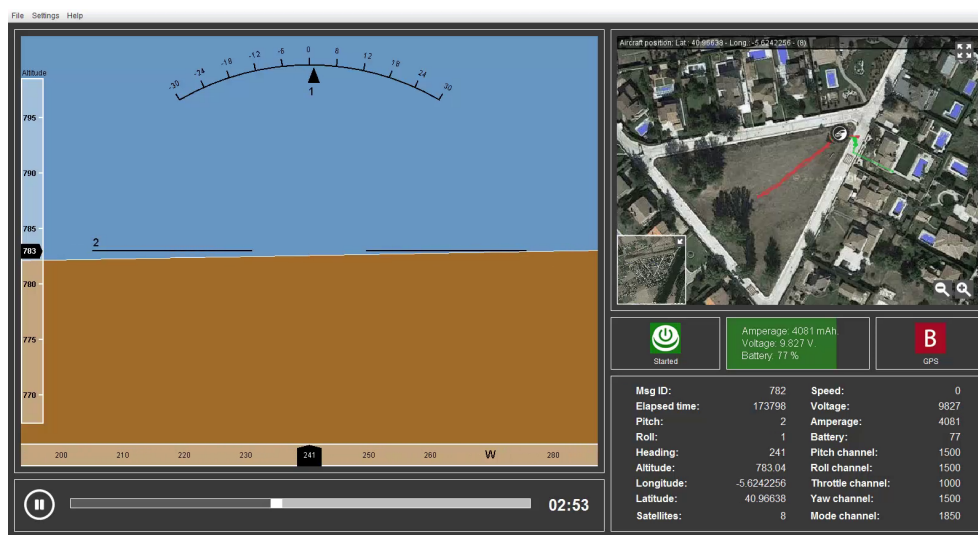 File Settings Help
-30 -24 -18 -12 -6 0 6 12 18 24 30
1
Altitude
795
790
785
783
780
775
770
2
200 210 220 230 241 250 260 W 280
02:53
Aircraft position: Lat.: 40.96638 - Long.: -5.6242256 - (8)
Started
Amperage: 4081 mAh.
Voltage: 9.827 V.
Battery: 77 %
B
GPS
Msg ID: 782 Speed: 0
Elapsed time: 173798 Voltage: 9827
Pitch: 2 Amperage: 4081
Roll: 1 Battery: 77
Heading: 241 Pitch channel: 1500
Altitude: 783.04 Roll channel: 1500
Longitude: -5.6242256 Throttle channel: 1000
Latitude: 40.96638 Yaw channel: 1500
Satellites: 8 Mode channel: 1850